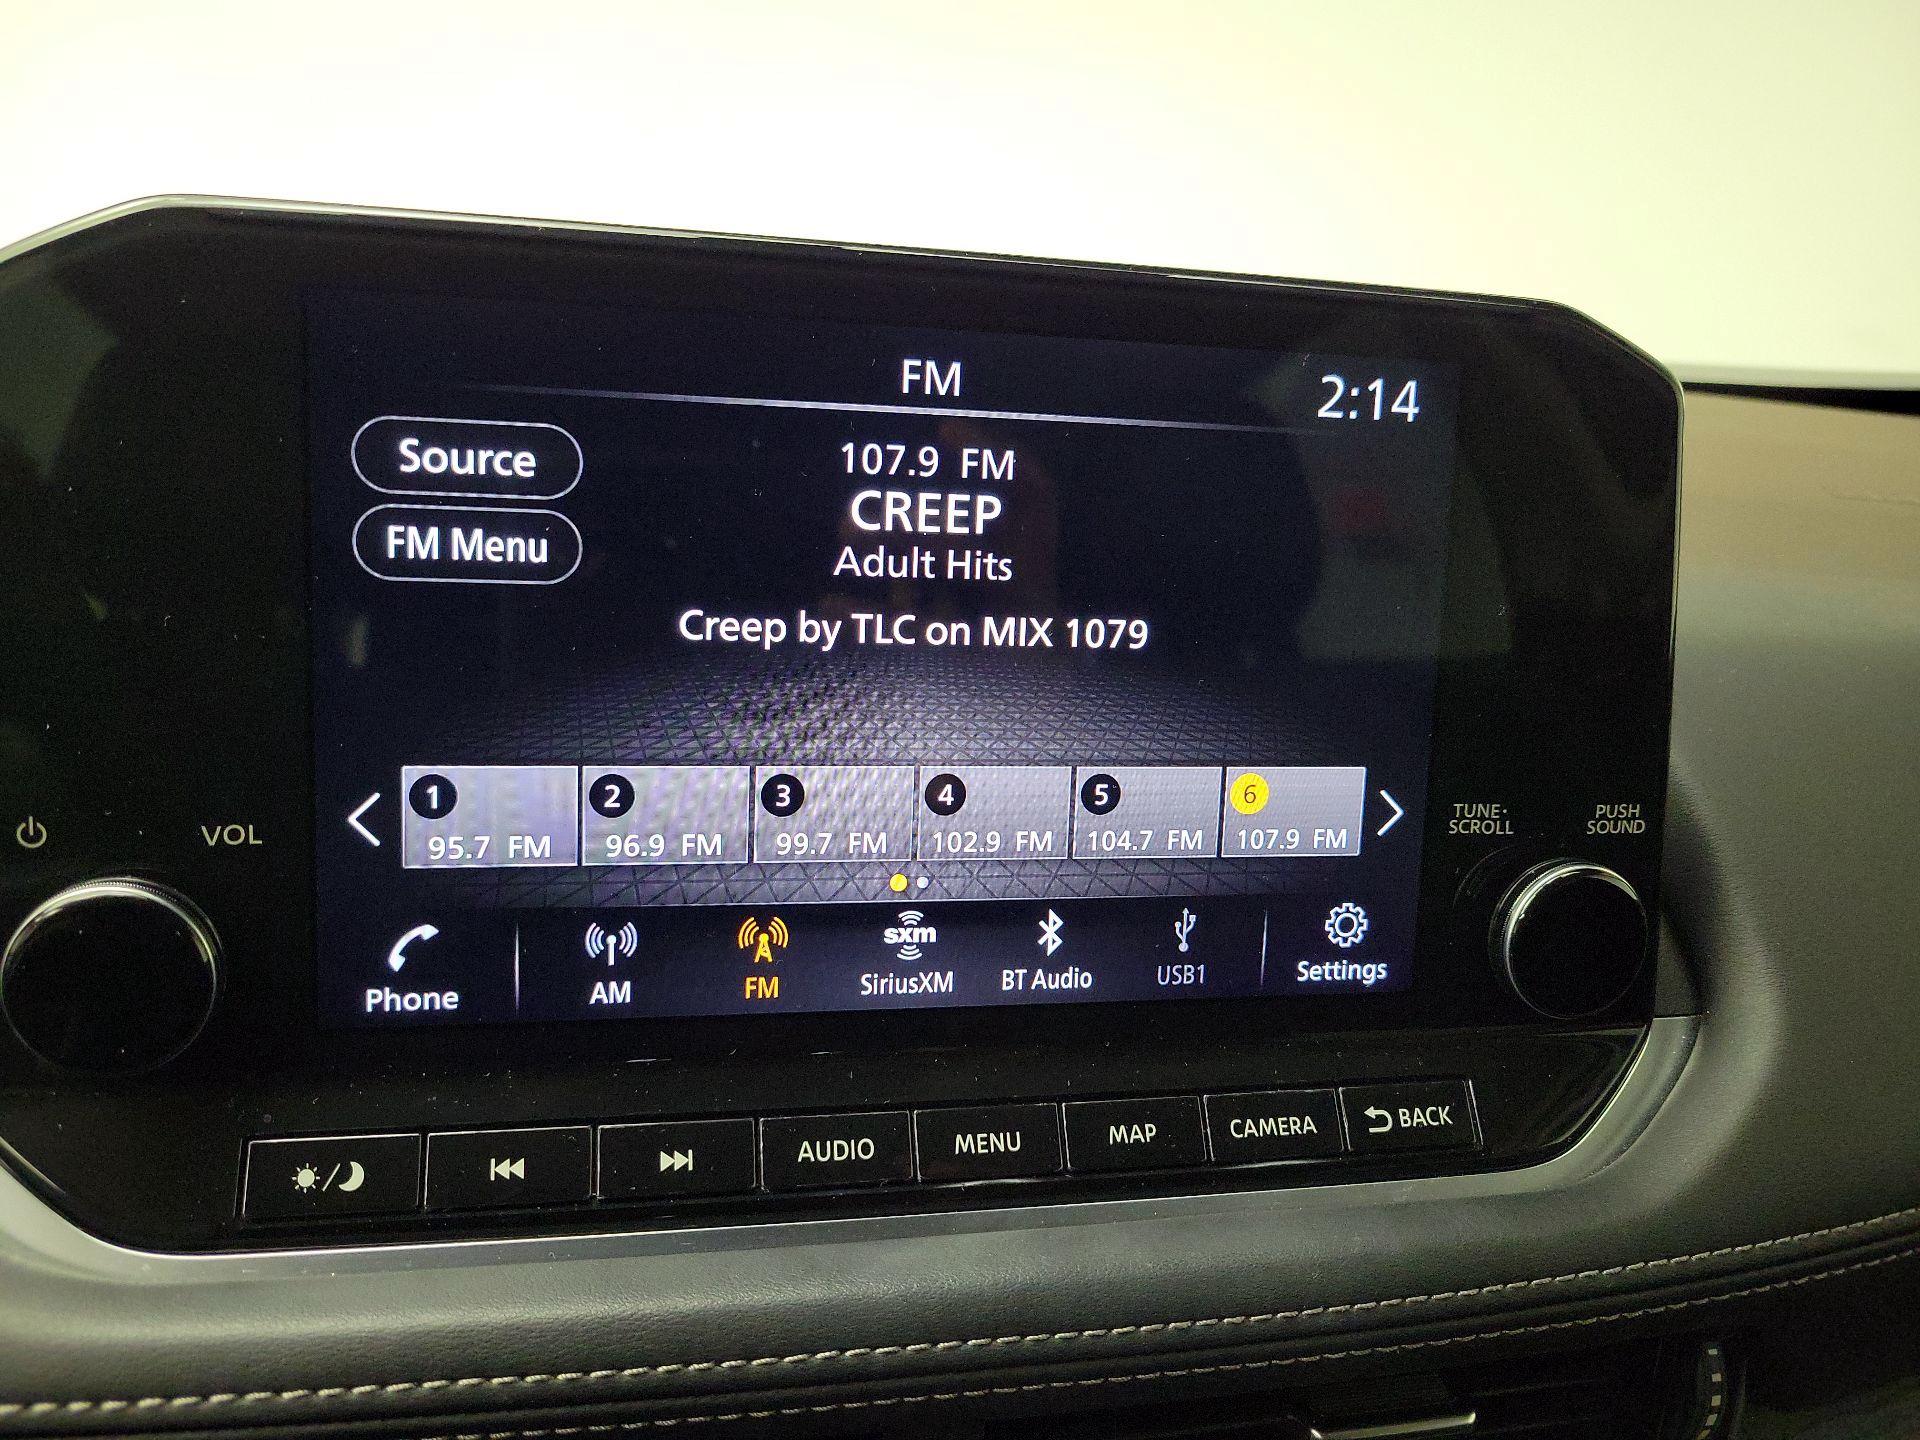 FM
2:14
Source
FM Menu
107.9 FM
CREEP
Adult Hits
Creep by TLC on MIX 1079
1
95.7 FM
2
96.9 FM
3
99.7 FM
4
102.9 FM
5
104.7 FM
6
107.9 FM
VOL
TUNE·
SCROLL
PUSH
SOUND
Phone
AM
FM
sxm
SiriusXM
BT Audio
USB1
Settings
AUDIO
MENU
MAP
CAMERA
BACK